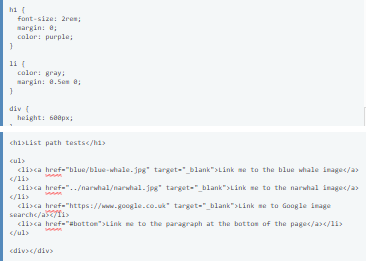 h1 {
font-size: 2rem;
margin: 0;
color: purple;
}
li {
color: gray;
margin: 0.5em 0;
}
div {
height: 600px;
<h1>List path tests</h1>
<ul>
<li><a href="blue/blue-whale.jpg" target="_blank">Link me to the blue whale image</a>
</li>
<li><a href="../narwhal/narwhal.jpg" target="_blank">Link me to the narwhal image</a>
</li>
<li><a href="https://www.google.co.uk" target="_blank">Link me to Google image
search</a></li>
<li><a href="#bottom">Link me to the paragraph at the bottom of the page</a></li>
</ul>
<div></div>